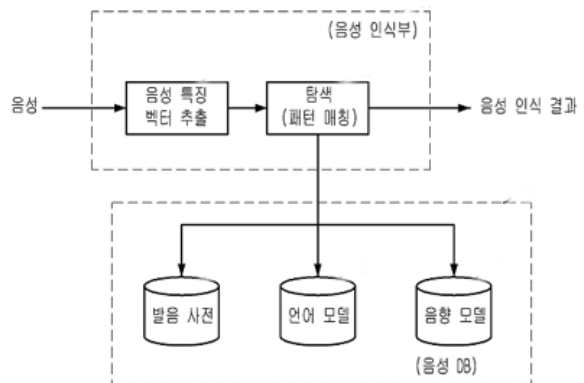 (음성 인식부)
음성
음성 특징
벡터 추출
탐색
(패턴 매칭)
음성 인식 결과
발음 사전
언어 모델
음향 모델
(음성 DB)